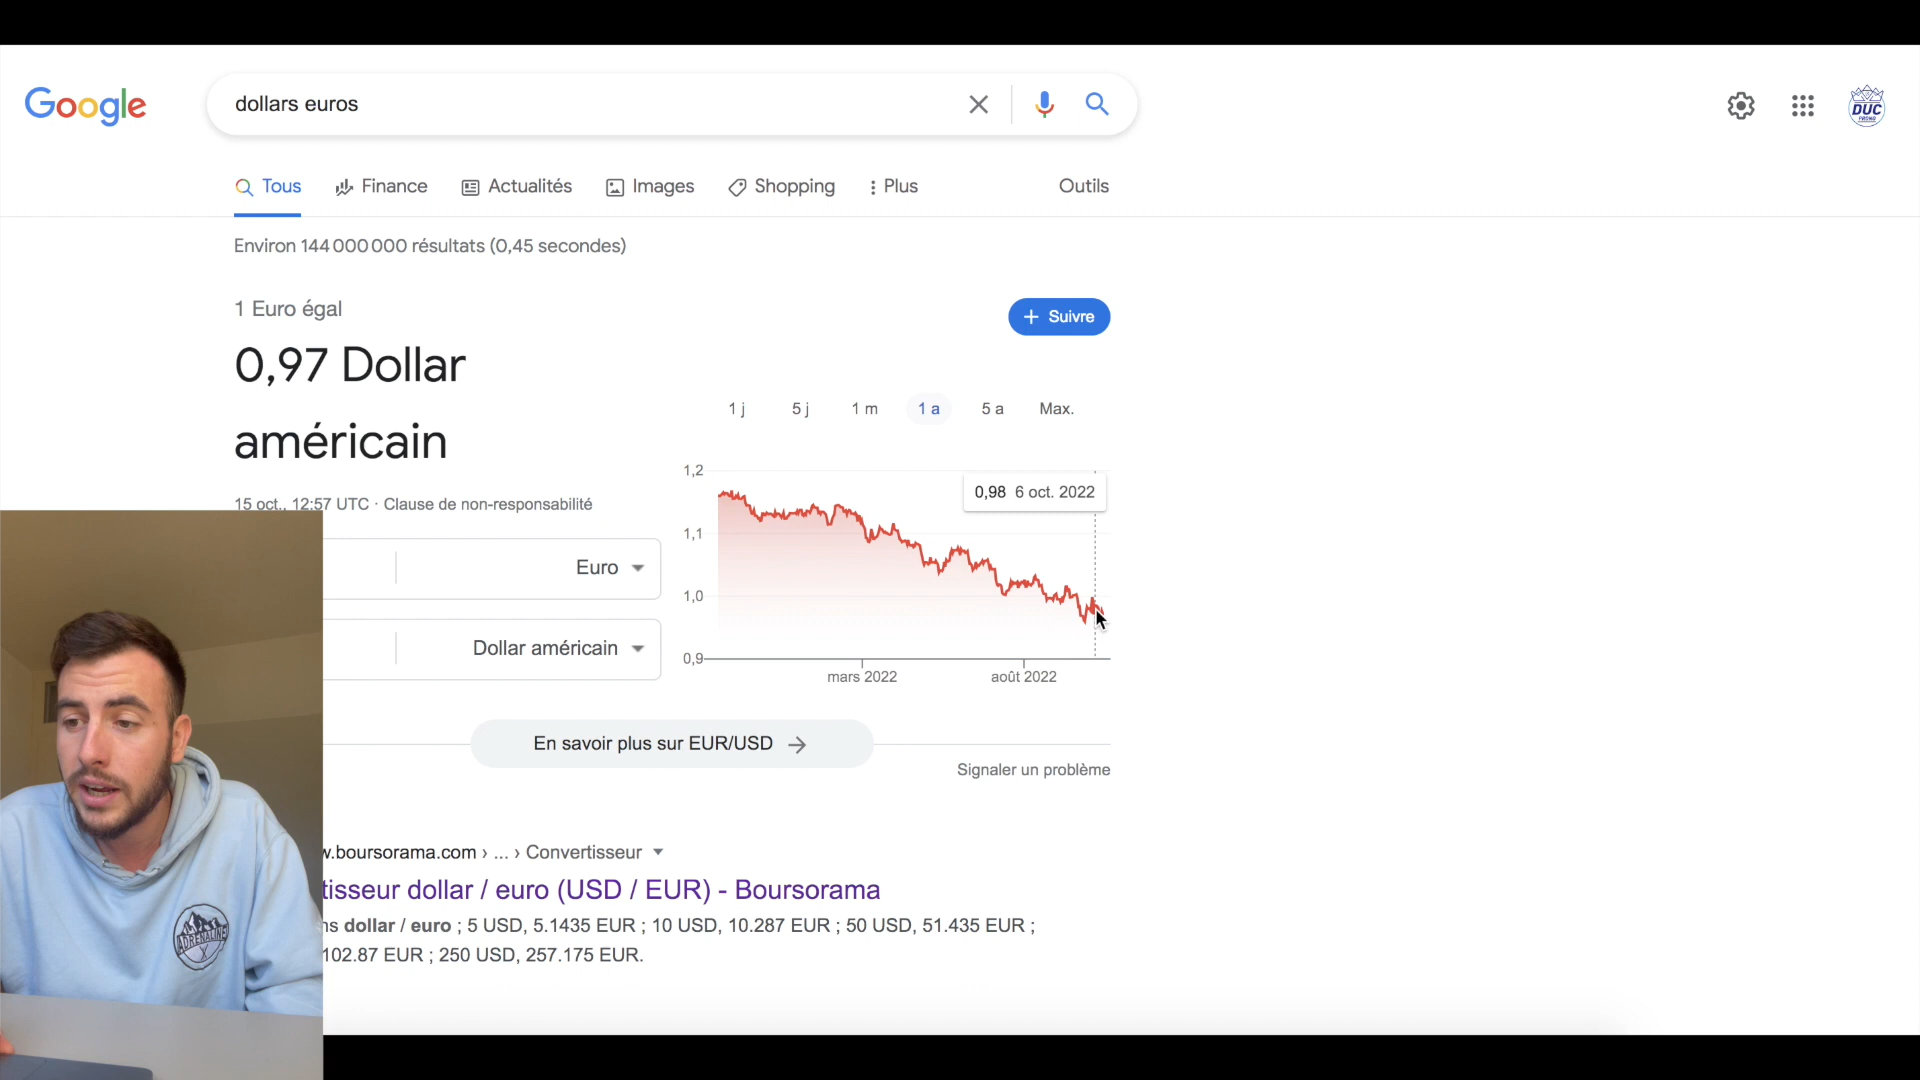 Google
dollars euros
DUC
PROMO
Tous
Finance
Actualités
Images
Shopping
Plus
Outils
Environ 144 000 000 résultats (0,45 secondes)
1 Euro égal
0,97 Dollar
américain
15 oct., 12:57 UTC · Clause de non-responsabilité
Suivre
1 j
5 j
1 m
1 a
5 a
Max.
1,2
1,1
1,0
0,9
0,98 6 oct. 2022
mars 2022
août 2022
Euro
Dollar américain
En savoir plus sur EUR/USD
Signaler un problème
w.boursorama.com › ... › Convertisseur
tisseur dollar / euro (USD / EUR) - Boursorama
ns dollar / euro ; 5 USD, 5.1435 EUR ; 10 USD, 10.287 EUR ; 50 USD, 51.435 EUR ;
102.87 EUR ; 250 USD, 257.175 EUR.
ADRENALINE
X